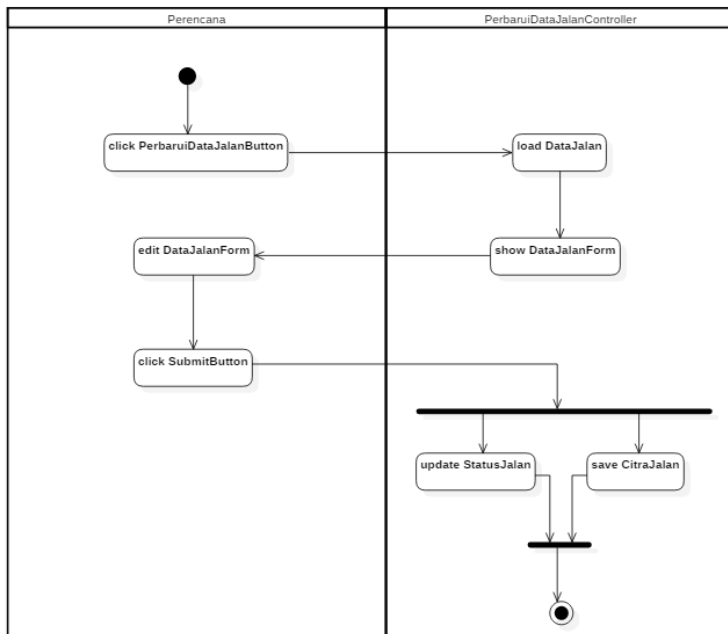 Perencana
PerbaruiDataJalanController
click PerbaruiDataJalanButton
load DataJalan
edit DataJalanForm
show DataJalanForm
click SubmitButton
update StatusJalan
save CitraJalan